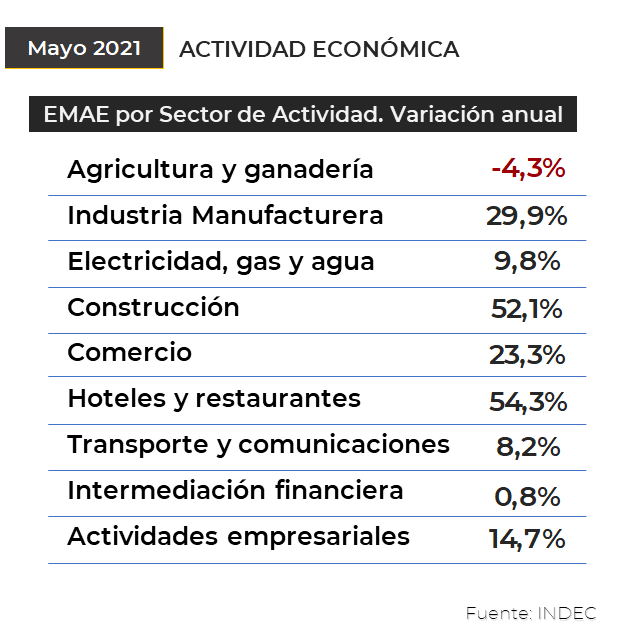 Mayo 2021 ACTIVIDAD ECONÓMICA
EMAE por Sector de Actividad. Variación anual
Agricultura y ganadería -4,3%
Industria Manufacturera 29,9%
Electricidad, gas y agua 9,8%
Construcción 52,1%
Comercio 23,3%
Hoteles y restaurantes 54,3%
Transporte y comunicaciones 8,2%
Intermediación financiera 0,8%
Actividades empresariales 14,7%
Fuente: INDEC